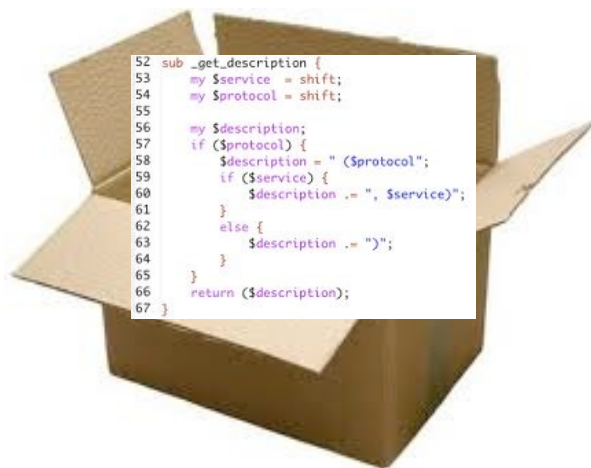 52 sub _get_description {
53     my $service  = shift;
54     my $protocol = shift;
55
56     my $description;
57     if ($protocol) {
58         $description = " ($protocol";
59         if ($service) {
60             $description .= ", $service)";
61         }
62         else {
63             $description .= ")";
64         }
65     }
66     return ($description);
67 }